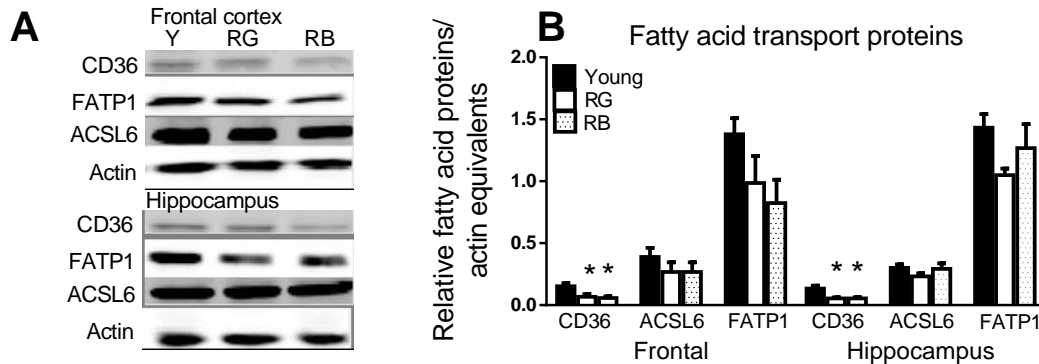 A
Frontal cortex
Y RG RB
CD36
FATP1
ACSL6
Actin
Hippocampus
CD36
FATP1
ACSL6
Actin
B
Fatty acid transport proteins
Relative fatty acid proteins/
actin equivalents
2.0
1.5
1.0
0.5
0.0
Young
RG
RB
* * * *
CD36 ACSL6 FATP1 CD36 ACSL6 FATP1
Frontal Hippocampus